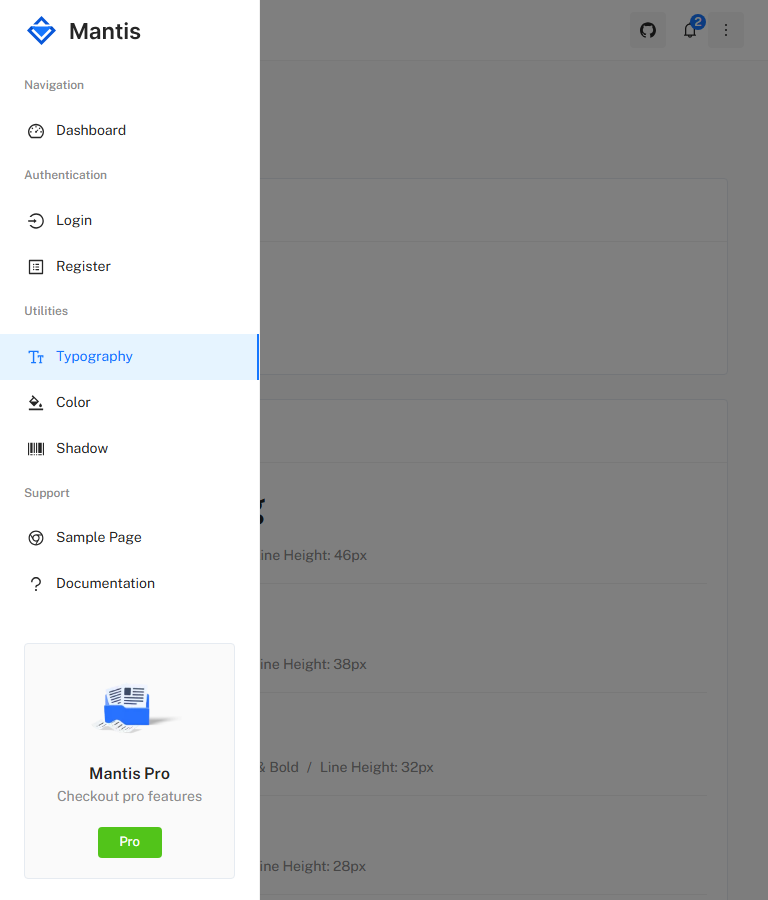 Mantis
2
Navigation
Dashboard
Authentication
Login
Register
Utilities
Typography
Color
Shadow
Support
Sample Page
Documentation
Mantis Pro
Checkout pro features
Pro
Line Height: 46px
Line Height: 38px
& Bold / Line Height: 32px
Line Height: 28px